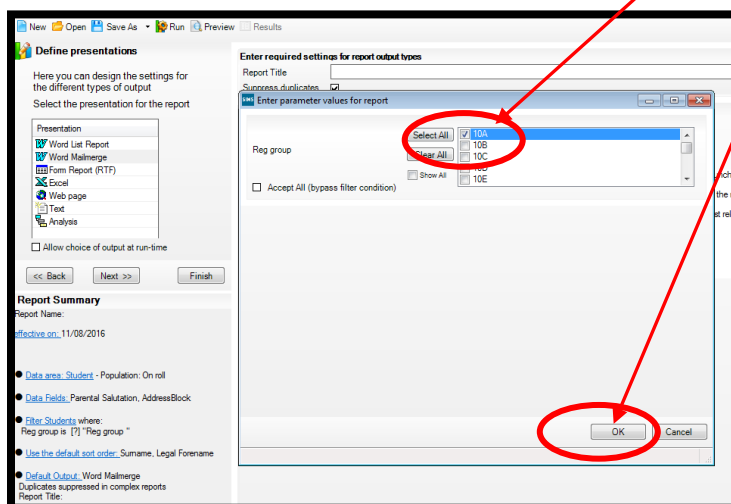 New Open Save As Run Preview Results
Define presentations
Here you can design the settings for
the different types of output
Select the presentation for the report
Presentation
Word List Report
Word Mailmerge
Form Report (RTF)
Excel
Web page
Text
Analysis
Allow choice of output at run-time
<< Back Next >> Finish
Report Summary
Report Name:
effective on: 11/08/2016
Data area: Student - Population: On roll
Data Fields: Parental Salutation, AddressBlock
Filter Students where:
Reg group is [?] "Reg group "
Use the default sort order: Surname, Legal Forename
Default Output: Word Mailmerge
Duplicates suppressed in complex reports
Report Title:
Enter required settings for report output types
Report Title
Suppress duplicates
SIMS Enter parameter values for report
Reg group
Select All
Clear All
Show All
10A
10B
10C
10D
10E
Accept All (bypass filter condition)
OK Cancel
the